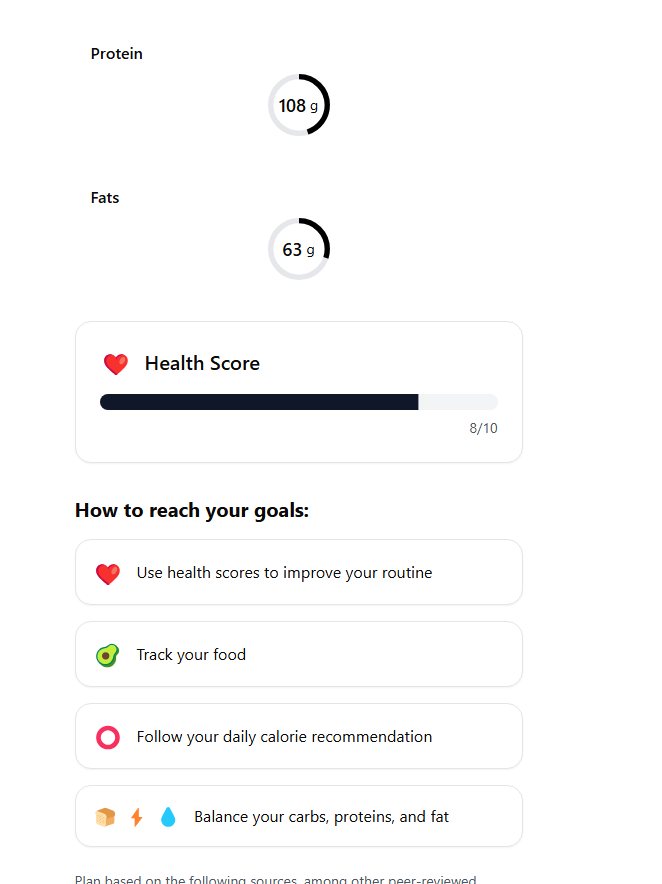 Protein
108 g
Fats
63 g
Health Score
8/10
How to reach your goals:
Use health scores to improve your routine
Track your food
Follow your daily calorie recommendation
Balance your carbs, proteins, and fat
Plan based on the following sources, among other peer-reviewed